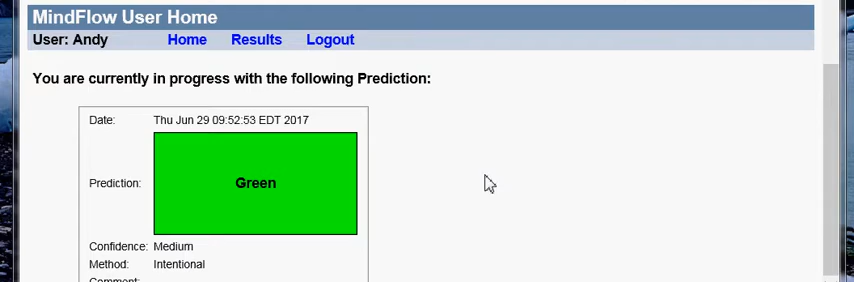 MindFlow User Home
User: Andy Home Results Logout
You are currently in progress with the following Prediction:
Date: Thu Jun 29 09:52:53 EDT 2017
Prediction: Green
Confidence: Medium
Method: Intentional
Comment: